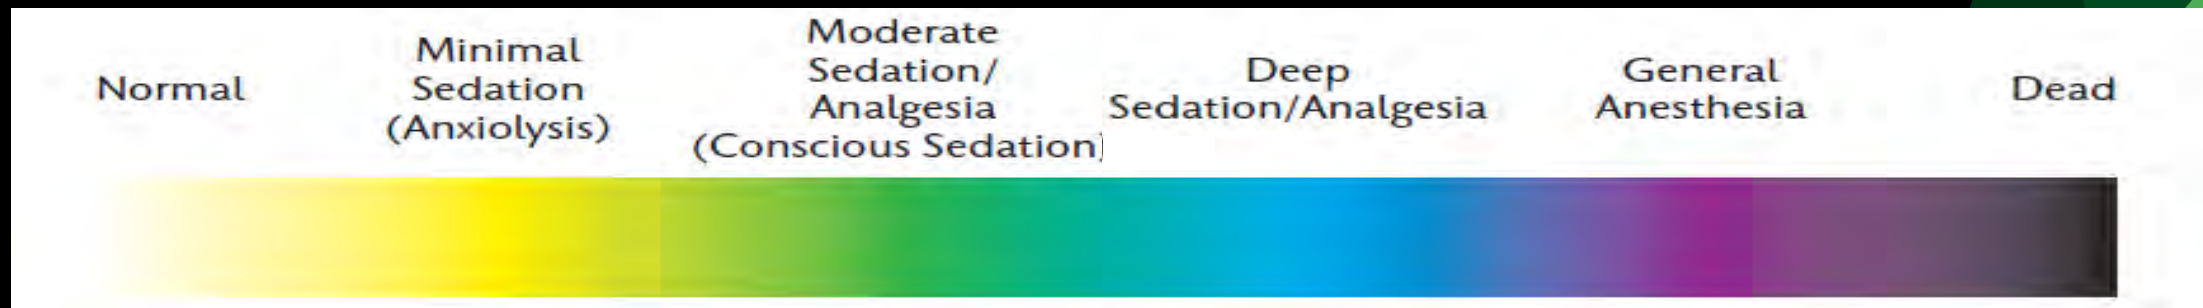 Normal
Minimal
Sedation
(Anxiolysis)
Moderate
Sedation/
Analgesia
(Conscious Sedation)
Deep
Sedation/Analgesia
General
Anesthesia
Dead